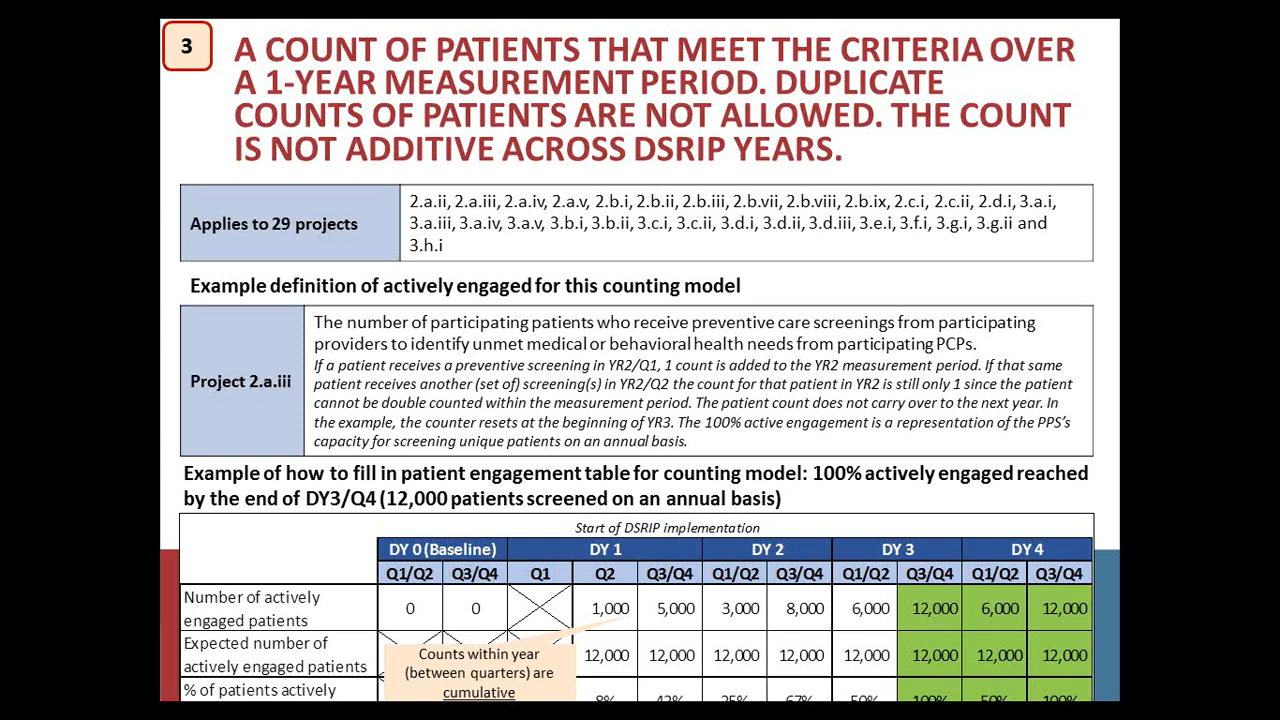 3
A COUNT OF PATIENTS THAT MEET THE CRITERIA OVER
A 1-YEAR MEASUREMENT PERIOD. DUPLICATE
COUNTS OF PATIENTS ARE NOT ALLOWED. THE COUNT
IS NOT ADDITIVE ACROSS DSRIP YEARS.
Applies to 29 projects
2.a.ii, 2.a.iii, 2.a.iv, 2.a.v, 2.b.i, 2.b.ii, 2.b.iii, 2.b.vii, 2.b.viii, 2.b.ix, 2.c.i, 2.c.ii, 2.d.i, 3.a.i,
3.a.iii, 3.a.iv, 3.a.v, 3.b.i, 3.b.ii, 3.c.i, 3.c.ii, 3.d.i, 3.d.ii, 3.d.iii, 3.e.i, 3.f.i, 3.g.i, 3.g.ii and
3.h.i
Example definition of actively engaged for this counting model
Project 2.a.iii
The number of participating patients who receive preventive care screenings from participating
providers to identify unmet medical or behavioral health needs from participating PCPs.
If a patient receives a preventive screening in YR2/Q1, 1 count is added to the YR2 measurement period. If that same
patient receives another (set of) screening(s) in YR2/Q2 the count for that patient in YR2 is still only 1 since the patient
cannot be double counted within the measurement period. The patient count does not carry over to the next year. In
the example, the counter resets at the beginning of YR3. The 100% active engagement is a representation of the PPS's
capacity for screening unique patients on an annual basis.
Example of how to fill in patient engagement table for counting model: 100% actively engaged reached
by the end of DY3/Q4 (12,000 patients screened on an annual basis)
Start of DSRIP implementation
DY 0 (Baseline) DY 1 DY 2 DY 3 DY 4
Q1/Q2 Q3/Q4 Q1 Q2 Q3/Q4 Q1/Q2 Q3/Q4 Q1/Q2 Q3/Q4 Q1/Q2 Q3/Q4
Number of actively
engaged patients
0 0 1,000 5,000 3,000 8,000 6,000 12,000 6,000 12,000
Expected number of
actively engaged patients
12,000 12,000 12,000 12,000 12,000 12,000 12,000 12,000
Counts within year
(between quarters) are
cumulative
% of patients actively
8% 42% 25% 67% 50% 100% 50% 100%